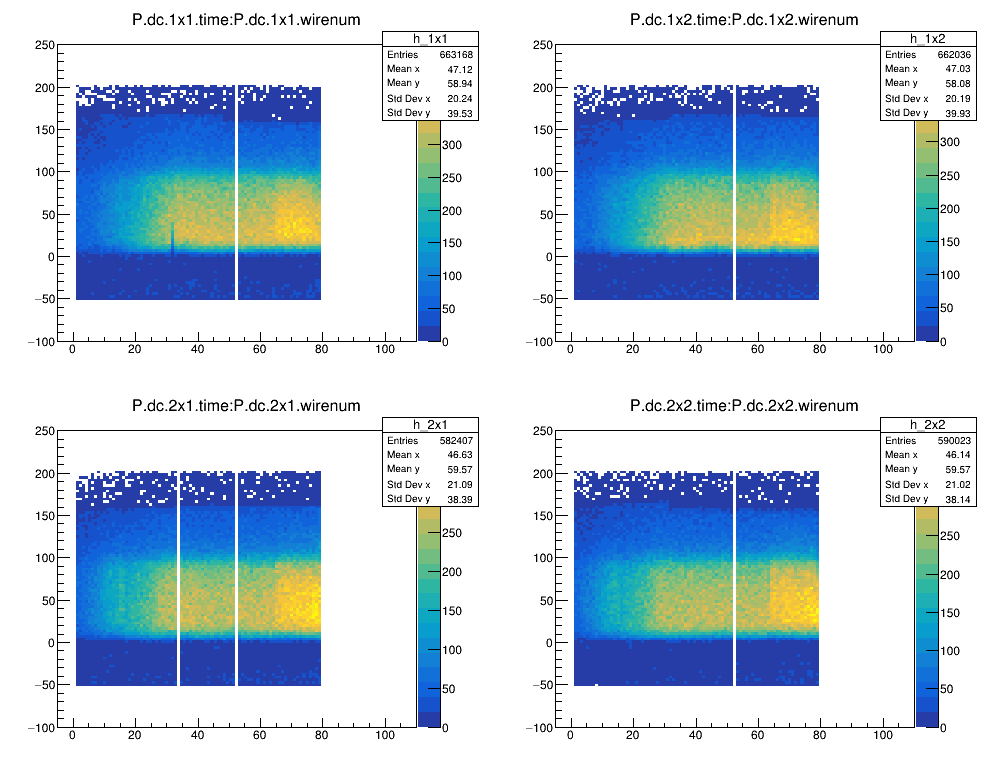 P.dc.1x1.time:P.dc.1x1.wirenum
h_1x1
Entries 663168
Mean x 47.12
Mean y 58.94
Std Dev x 20.24
Std Dev y 39.53
250
200
150
100
50
0
−50
−100
0 20 40 60 80 100
300
250
200
150
100
50
0
P.dc.1x2.time:P.dc.1x2.wirenum
h_1x2
Entries 662036
Mean x 47.03
Mean y 58.08
Std Dev x 20.19
Std Dev y 39.93
250
200
150
100
50
0
−50
−100
0 20 40 60 80 100
300
250
200
150
100
50
0
P.dc.2x1.time:P.dc.2x1.wirenum
h_2x1
Entries 582407
Mean x 46.63
Mean y 59.57
Std Dev x 21.09
Std Dev y 38.39
250
200
150
100
50
0
−50
−100
0 20 40 60 80 100
250
200
150
100
50
0
P.dc.2x2.time:P.dc.2x2.wirenum
h_2x2
Entries 590023
Mean x 46.14
Mean y 59.57
Std Dev x 21.02
Std Dev y 38.14
250
200
150
100
50
0
−50
−100
0 20 40 60 80 100
250
200
150
100
50
0